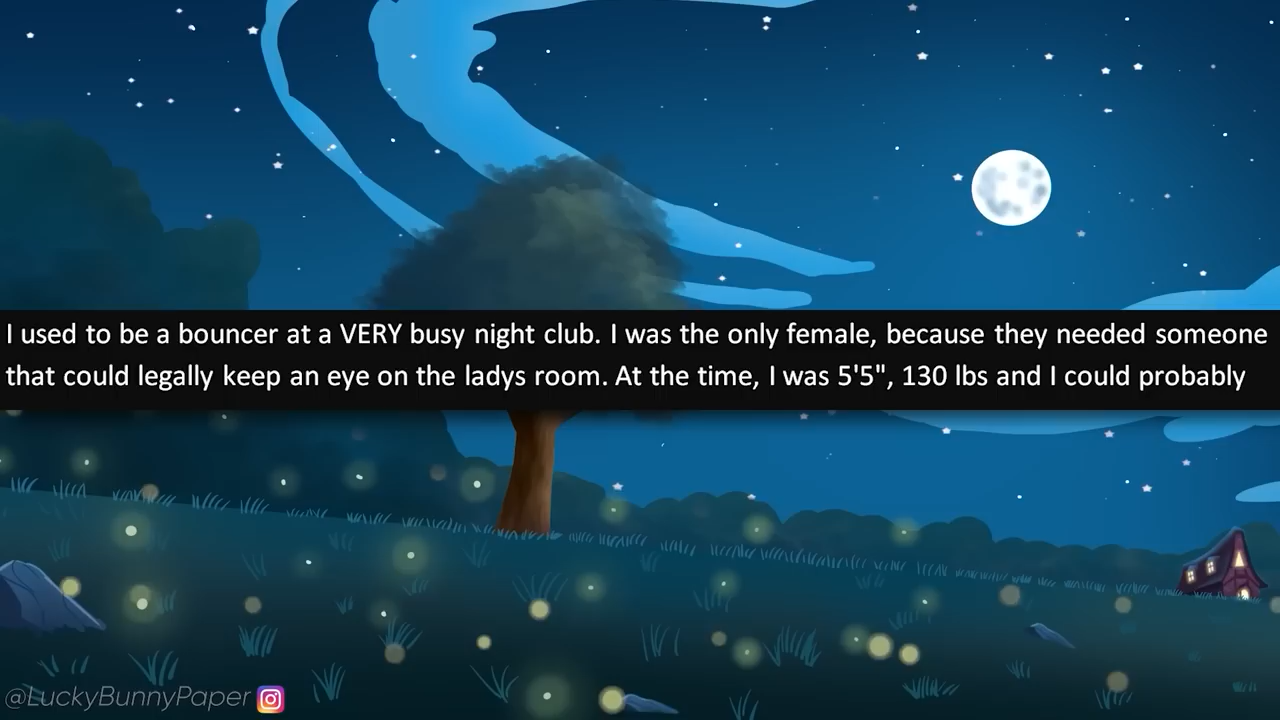 I used to be a bouncer at a VERY busy night club. I was the only female, because they needed someone
that could legally keep an eye on the ladys room. At the time, I was 5'5", 130 lbs and I could probably
@LuckyBunnyPaper